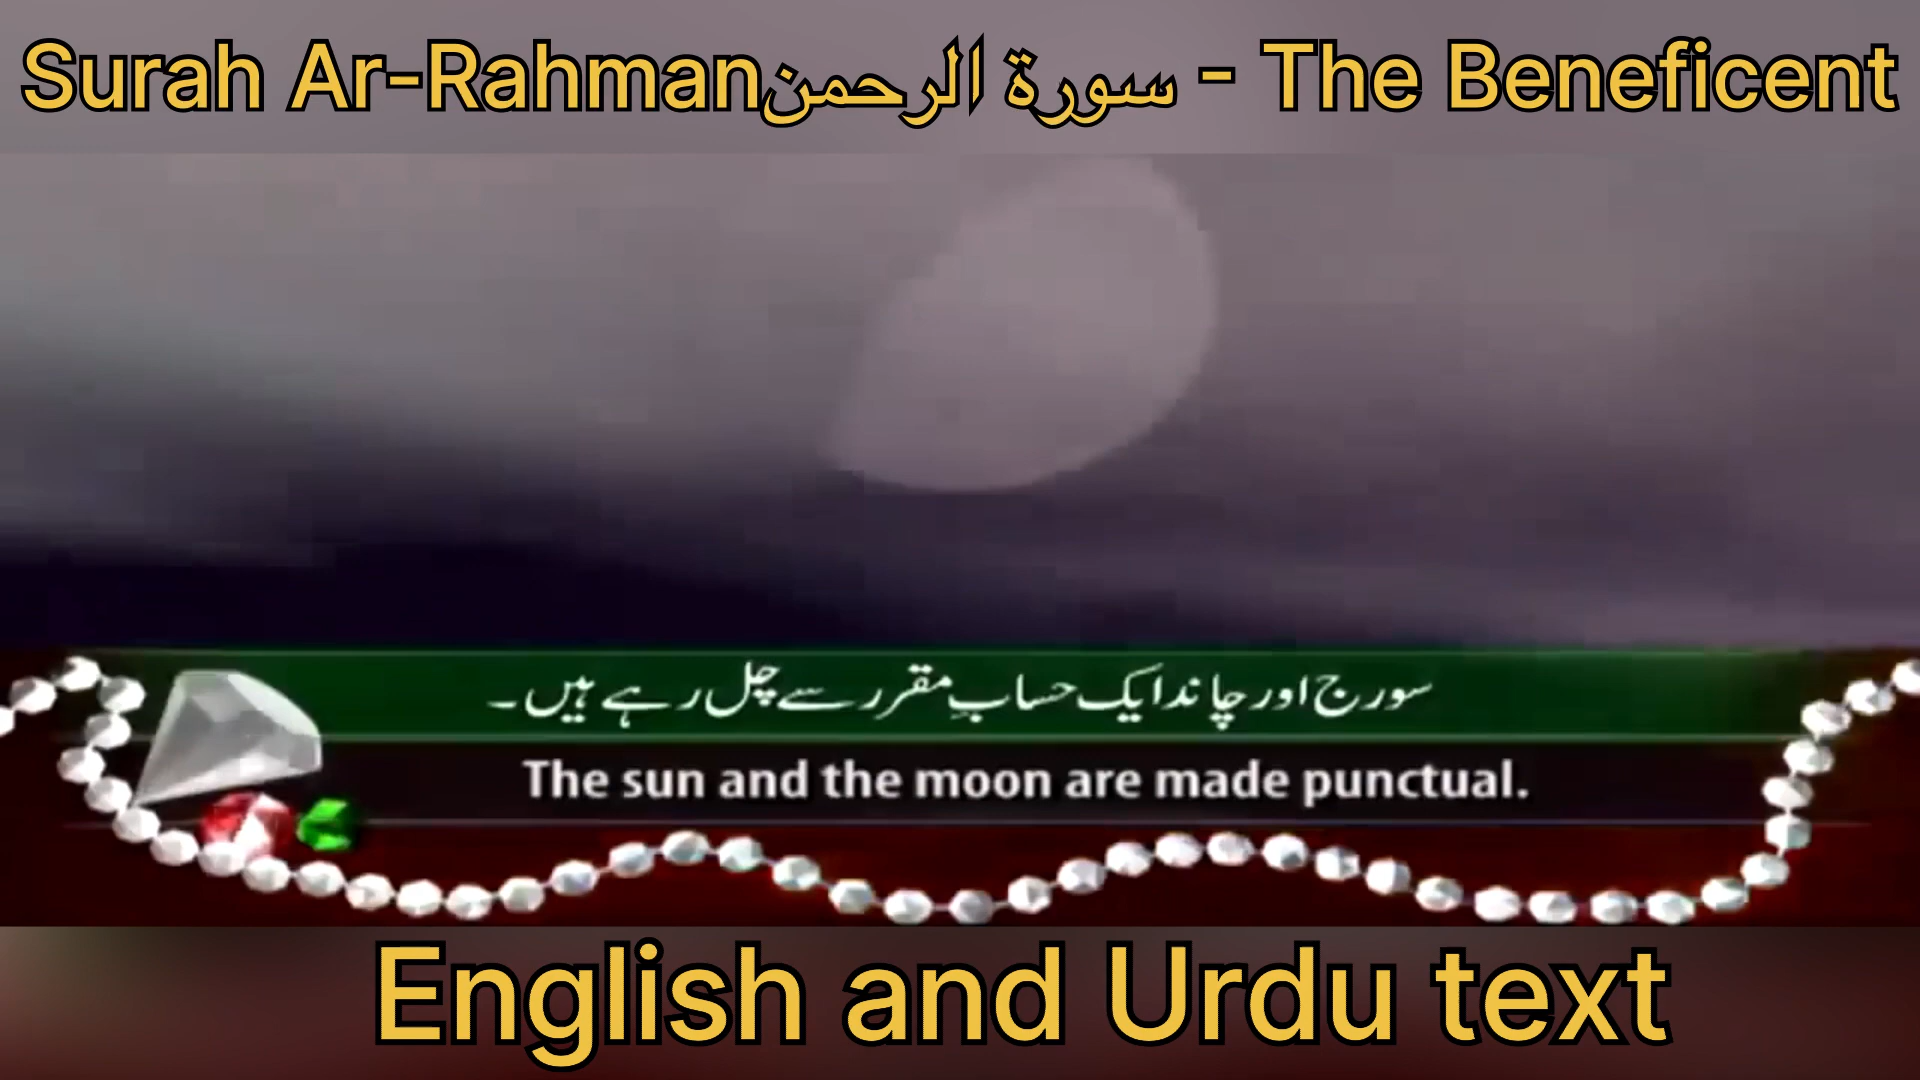 Surah Ar-Rahmanسورة الرحمن - The Beneficent
سورج اور چاند ایک حسابِ مقرر سے چل رہے ہیں۔
The sun and the moon are made punctual.
English and Urdu text